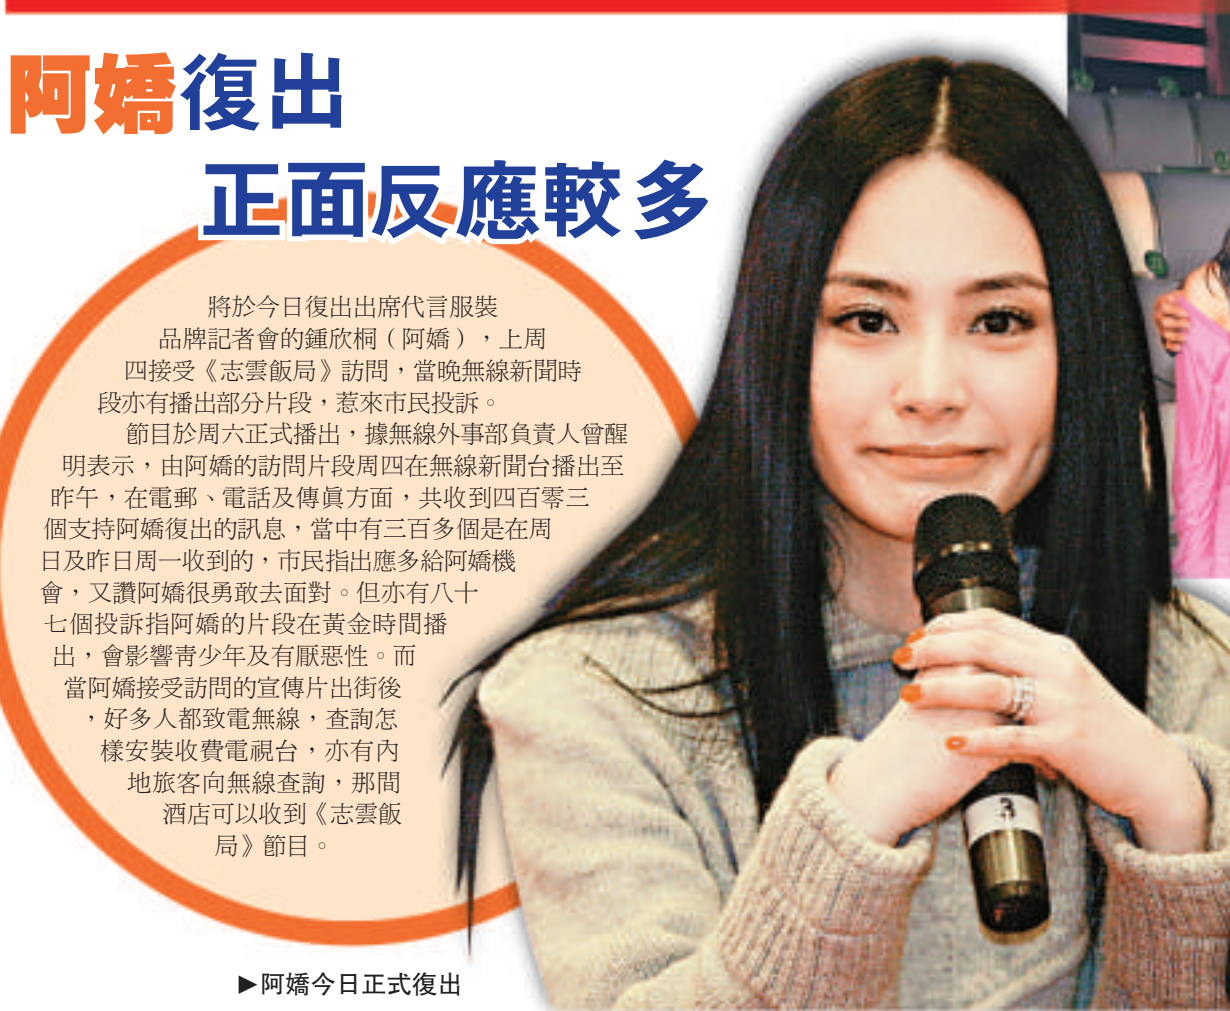 阿嬌復出
正面反應較多
將於今日復出出席代言服裝
品牌記者會的鍾欣桐（阿嬌），上周
四接受《志雲飯局》訪問，當晚無線新聞時
段亦有播出部分片段，惹來市民投訴。
節目於周六正式播出，據無線外事部負責人曾醒
明表示，由阿嬌的訪問片段周四在無線新聞台播出至
昨午，在電郵、電話及傳眞方面，共收到四百零三
個支持阿嬌復出的訊息，當中有三百多個是在周
日及昨日周一收到的，市民指出應多給阿嬌機
會，又讚阿嬌很勇敢去面對。但亦有八十
七個投訴指阿嬌的片段在黃金時間播
出，會影響靑少年及有厭惡性。而
當阿嬌接受訪問的宣傳片出街後
，好多人都致電無線，查詢怎
樣安裝收費電視台，亦有內
地旅客向無線查詢，那間
酒店可以收到《志雲飯
局》節目。
▶阿嬌今日正式復出
3